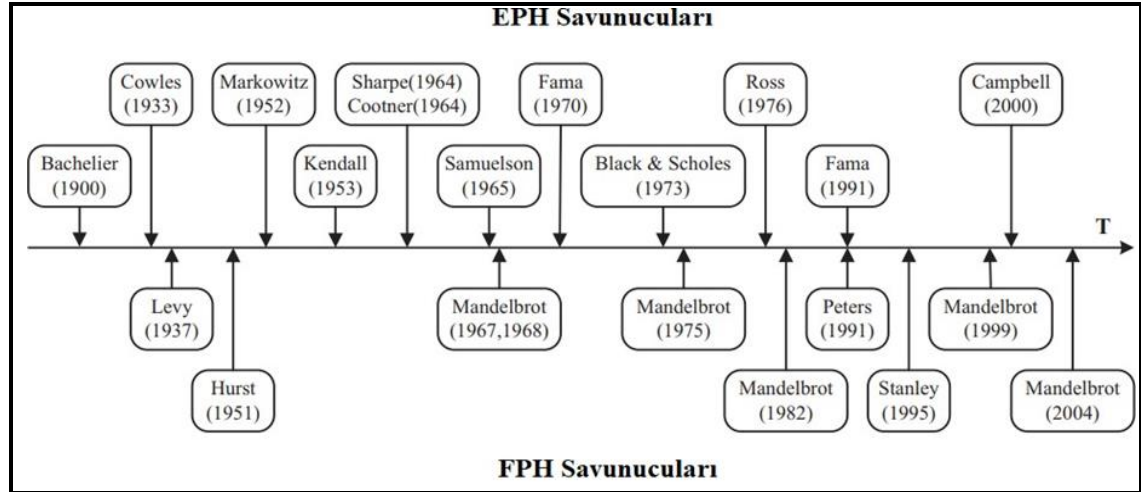 EPH Savunucuları
Cowles
(1933)
Markowitz
(1952)
Sharpe(1964)
Cootner(1964)
Fama
(1970)
Ross
(1976)
Campbell
(2000)
Bachelier
(1900)
Kendall
(1953)
Samuelson
(1965)
Black & Scholes
(1973)
Fama
(1991)
T
Levy
(1937)
Mandelbrot
(1967,1968)
Mandelbrot
(1975)
Peters
(1991)
Mandelbrot
(1999)
Hurst
(1951)
Mandelbrot
(1982)
Stanley
(1995)
Mandelbrot
(2004)
FPH Savunucuları